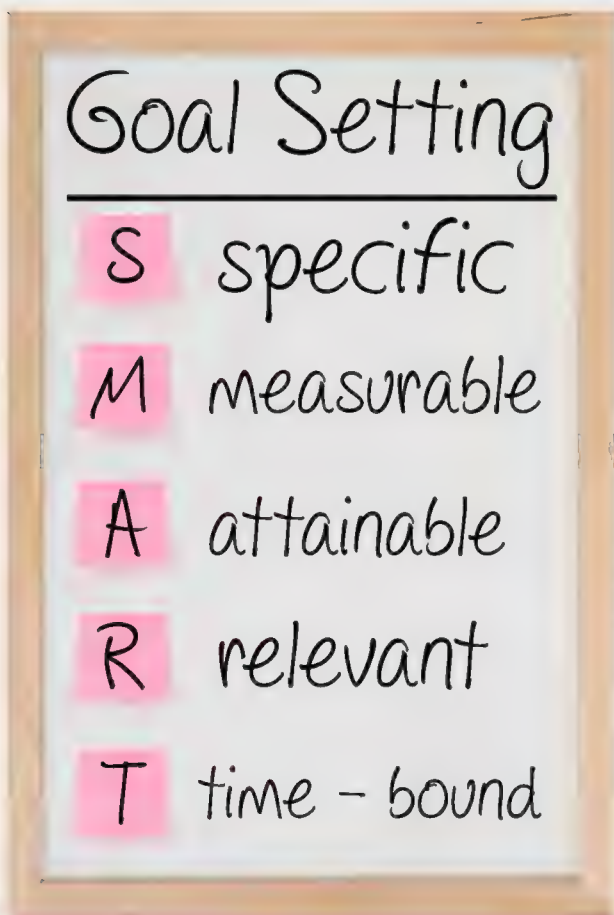 Goal Setting
S specific
M measurable
A attainable
R relevant
T time - bound